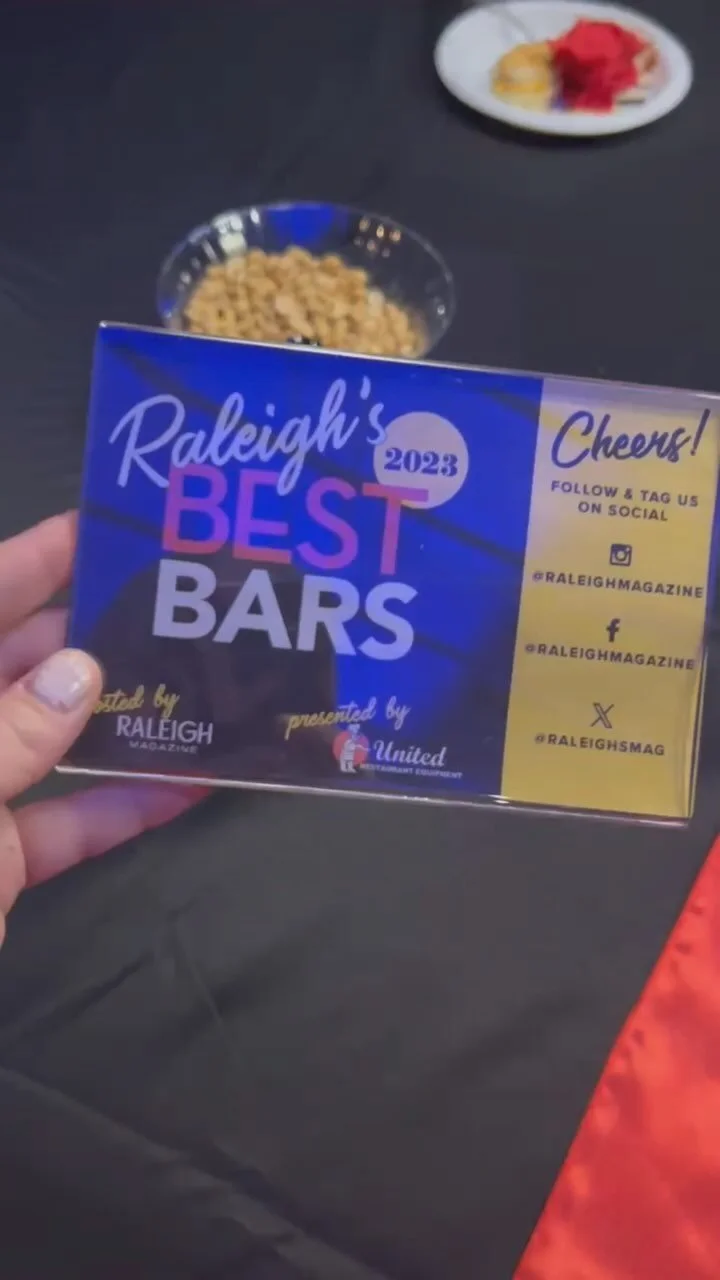 Raleigh's
2023
BEST
BARS
hosted by
RALEIGH
MAGAZINE
presented by
United
RESTAURANT EQUIPMENT
Cheers!
FOLLOW & TAG US
ON SOCIAL
@RALEIGHMAGAZINE
@RALEIGHMAGAZINE
@RALEIGHSMAG